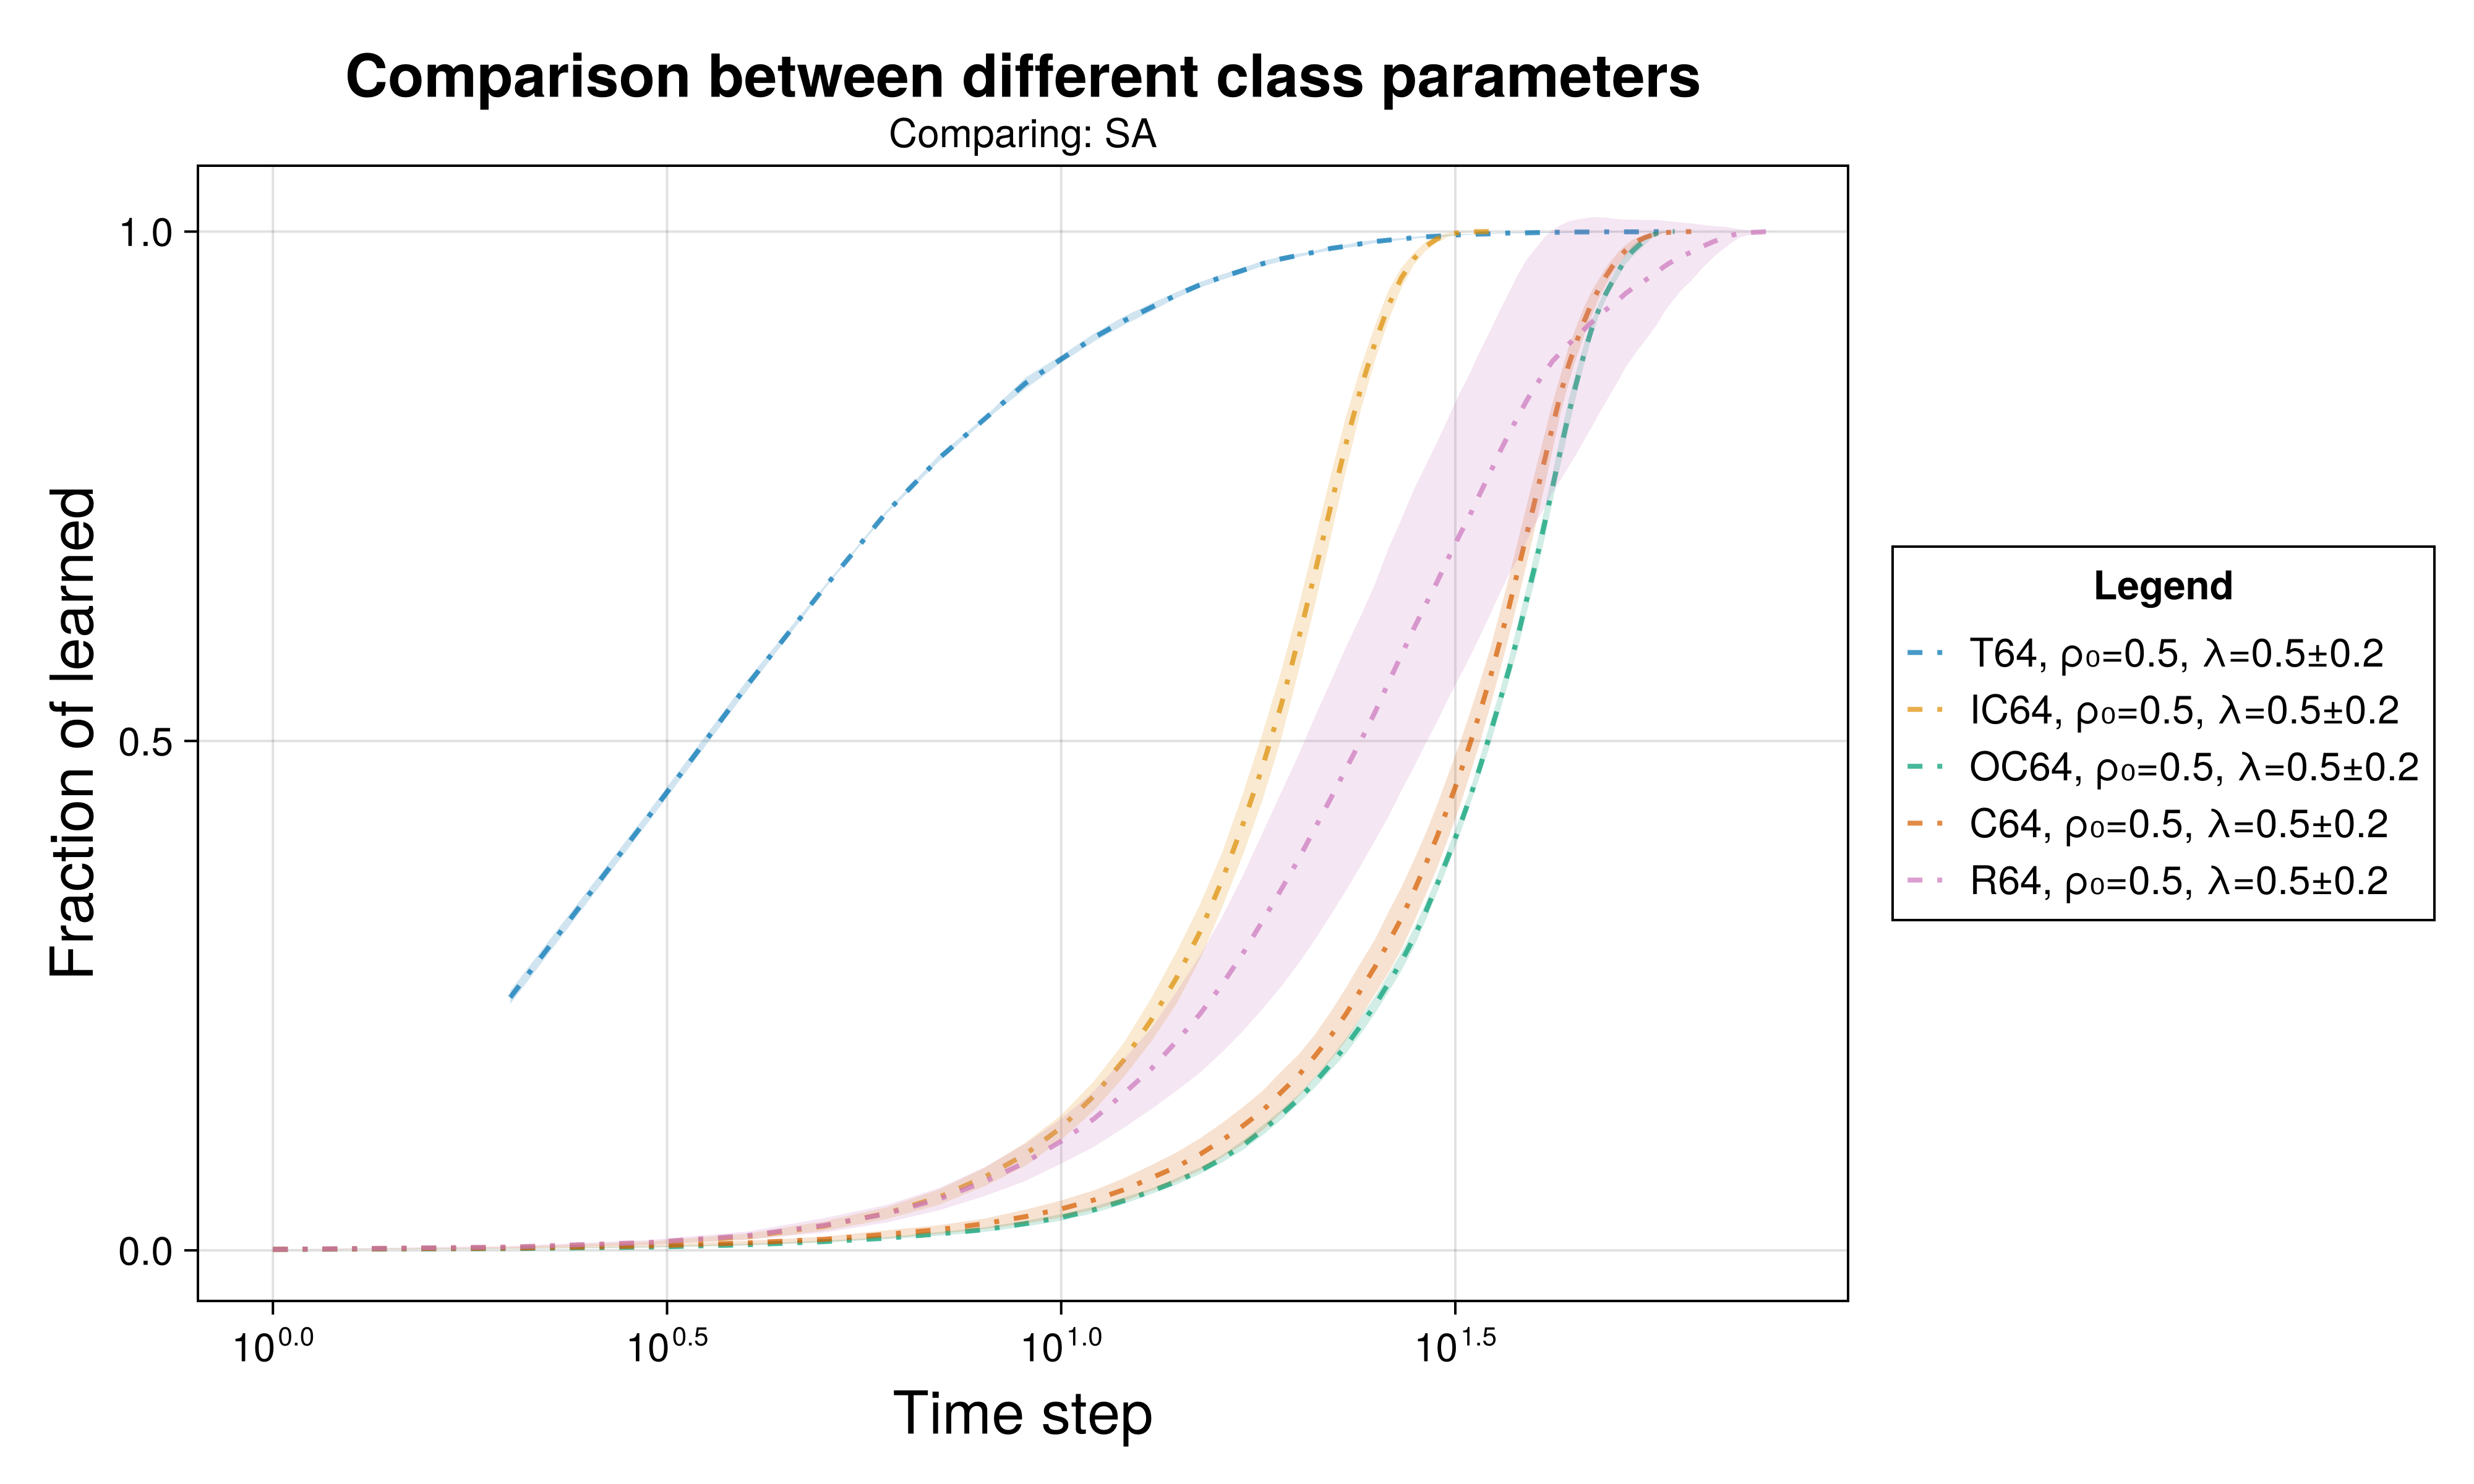 Comparison between different class parameters
Comparing: SA
Fraction of learned
1.0
0.5
0.0
10^0.0
10^0.5
10^1.0
10^1.5
Time step
Legend
T64, ρ₀=0.5, λ=0.5±0.2
IC64, ρ₀=0.5, λ=0.5±0.2
OC64, ρ₀=0.5, λ=0.5±0.2
C64, ρ₀=0.5, λ=0.5±0.2
R64, ρ₀=0.5, λ=0.5±0.2